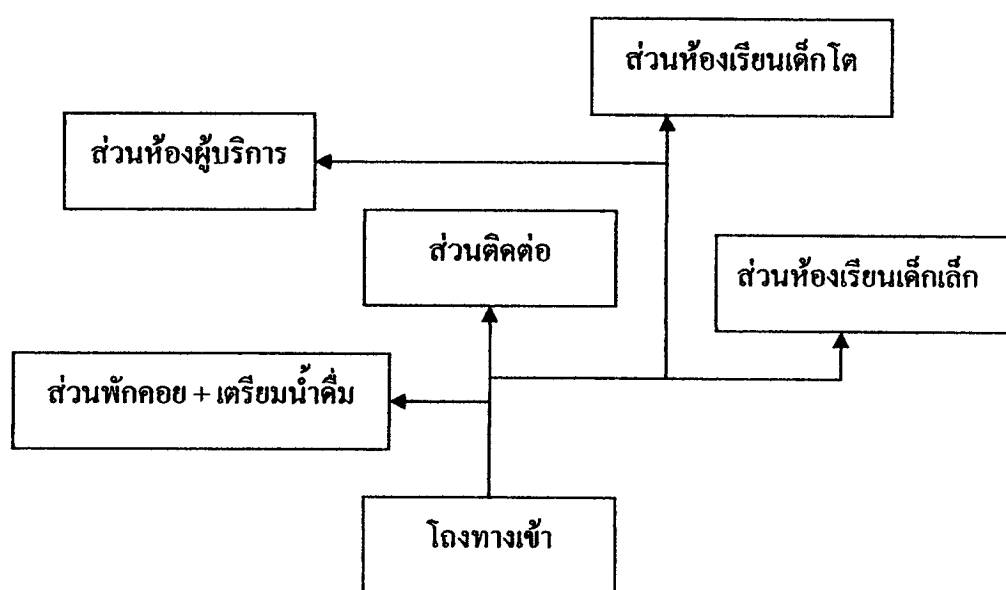 ส่วนห้องเรียนเด็กโต
ส่วนห้องผู้บริการ
ส่วนติดต่อ
ส่วนห้องเรียนเด็กเล็ก
ส่วนพักคอย + เตรียมน้ำดื่ม
โถงทางเข้า